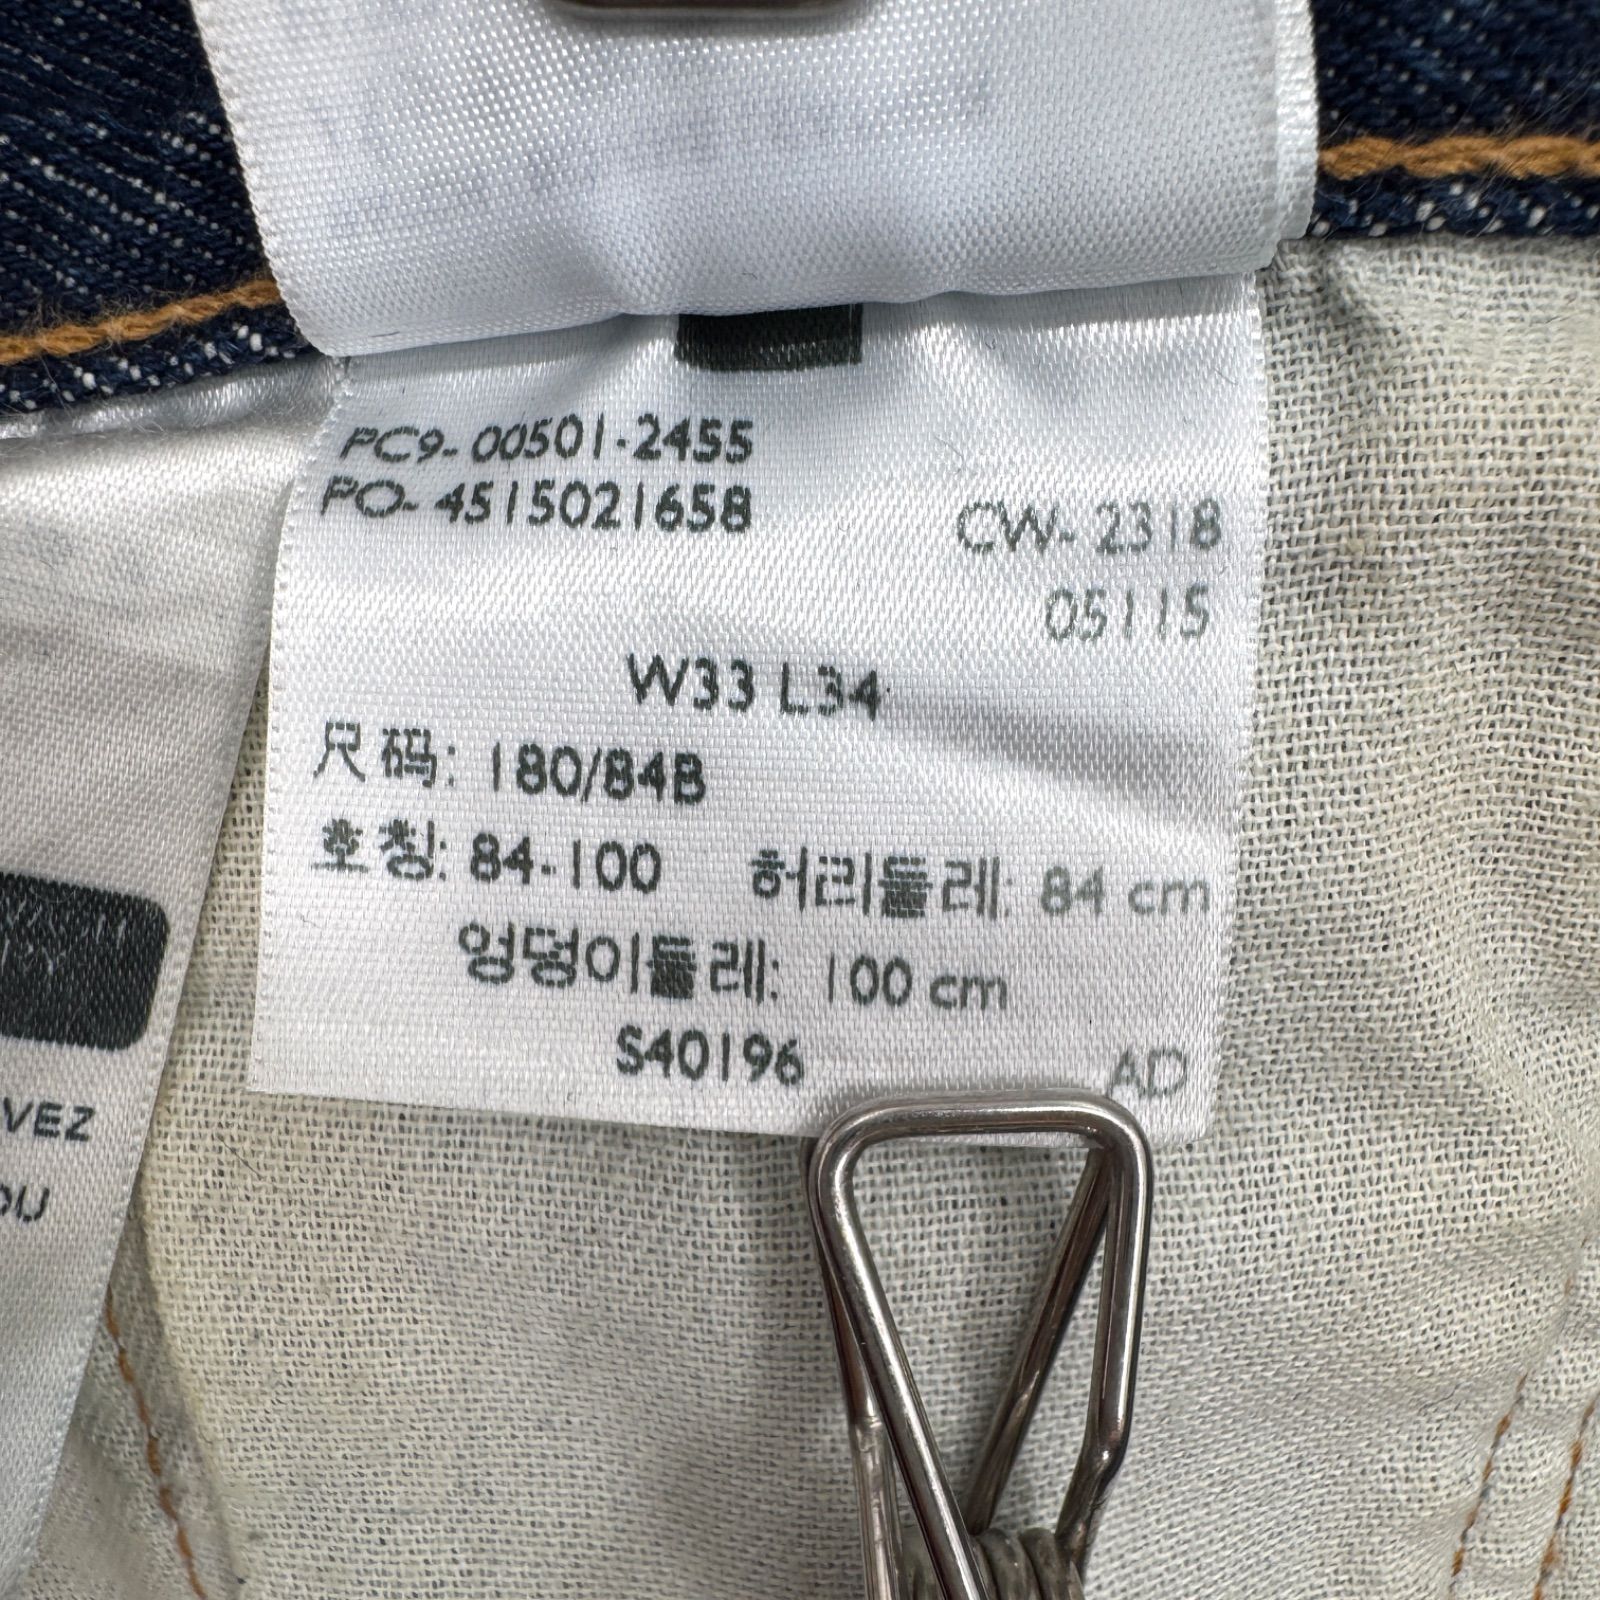 PC9-00501-2455
PO-4515021658
CW-2318
05115
W33 L34
尺码: 180/84B
호칭: 84-100 허리둘레: 84 cm
엉덩이둘레: 100 cm
S40196
AD
VEZ
OU